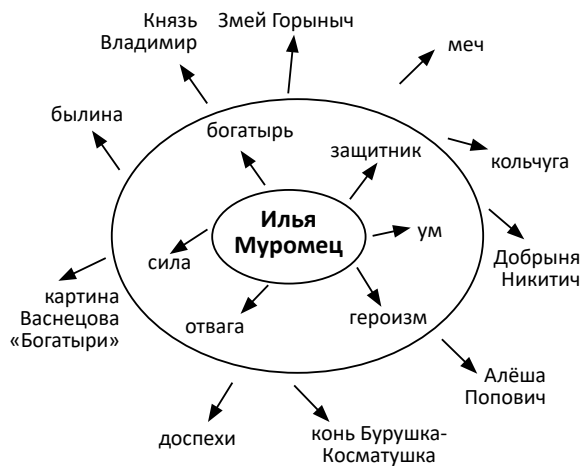 Князь
Владимир
Змей Горыныч
меч
былина
богатырь
защитник
кольчуга
Илья
Муромец
ум
сила
Добрыня
Никитич
картина
Васнецова
«Богатыри»
отвага
героизм
Алёша
Попович
доспехи
конь Бурушка-
Косматушка